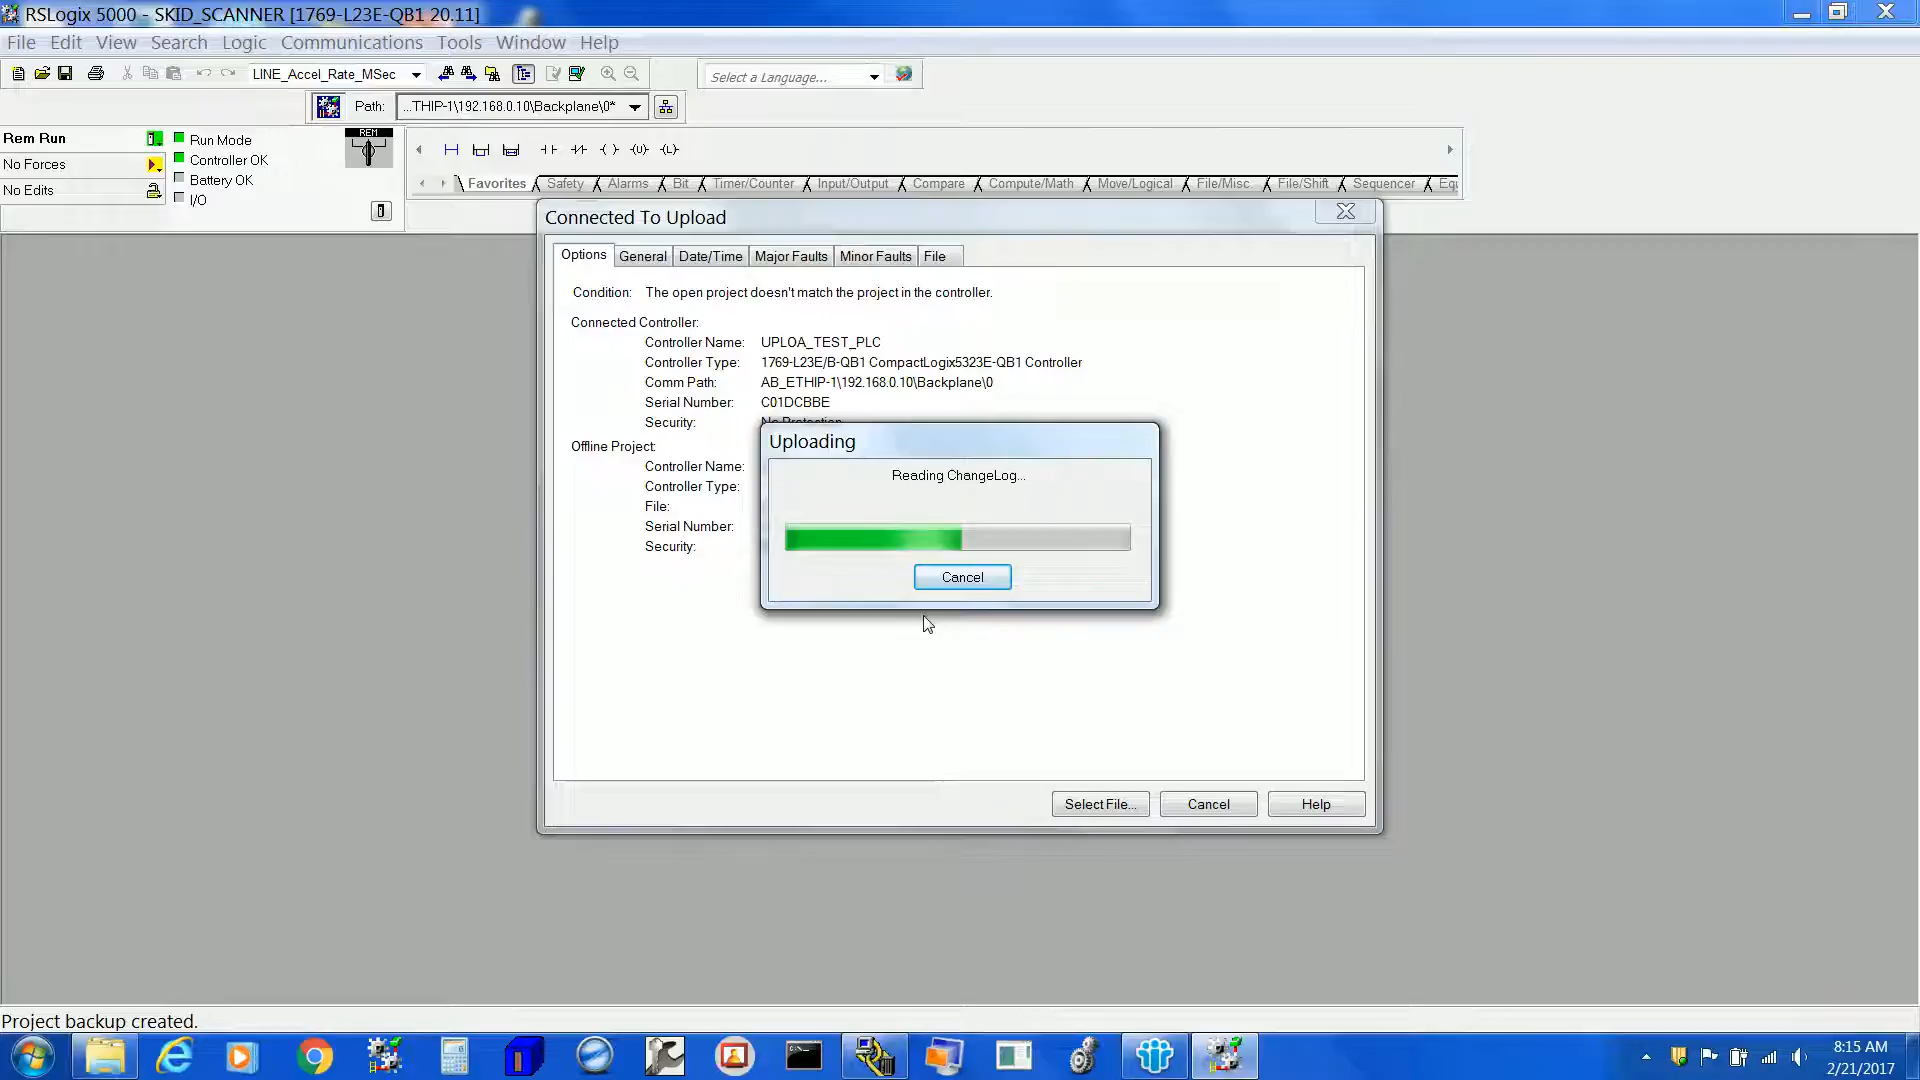 RSLogix 5000 - SKID_SCANNER [1769-L23E-QB1 20.11]
File Edit View Search Logic Communications Tools Window Help
LINE_Accel_Rate_MSec
Select a Language...
Path: ...THIP-1\192.168.0.10\Backplane\0*
Rem Run
No Forces
No Edits
Run Mode
Controller OK
Battery OK
I/O
REM
Favorites Safety Alarms Bit Timer/Counter Input/Output Compare Compute/Math Move/Logical File/Misc File/Shift Sequencer Equ
Connected To Upload
Options General Date/Time Major Faults Minor Faults File
Condition: The open project doesn't match the project in the controller.
Connected Controller:
Controller Name: UPLOA_TEST_PLC
Controller Type: 1769-L23E/B-QB1 CompactLogix5323E-QB1 Controller
Comm Path: AB_ETHIP-1\192.168.0.10\Backplane\0
Serial Number: C01DCBBE
Security: No Protection
Offline Project:
Controller Name:
Controller Type:
File:
Serial Number:
Security:
Uploading
Reading ChangeLog...
Cancel
Select File... Cancel Help
Project backup created.
8:15 AM
2/21/2017